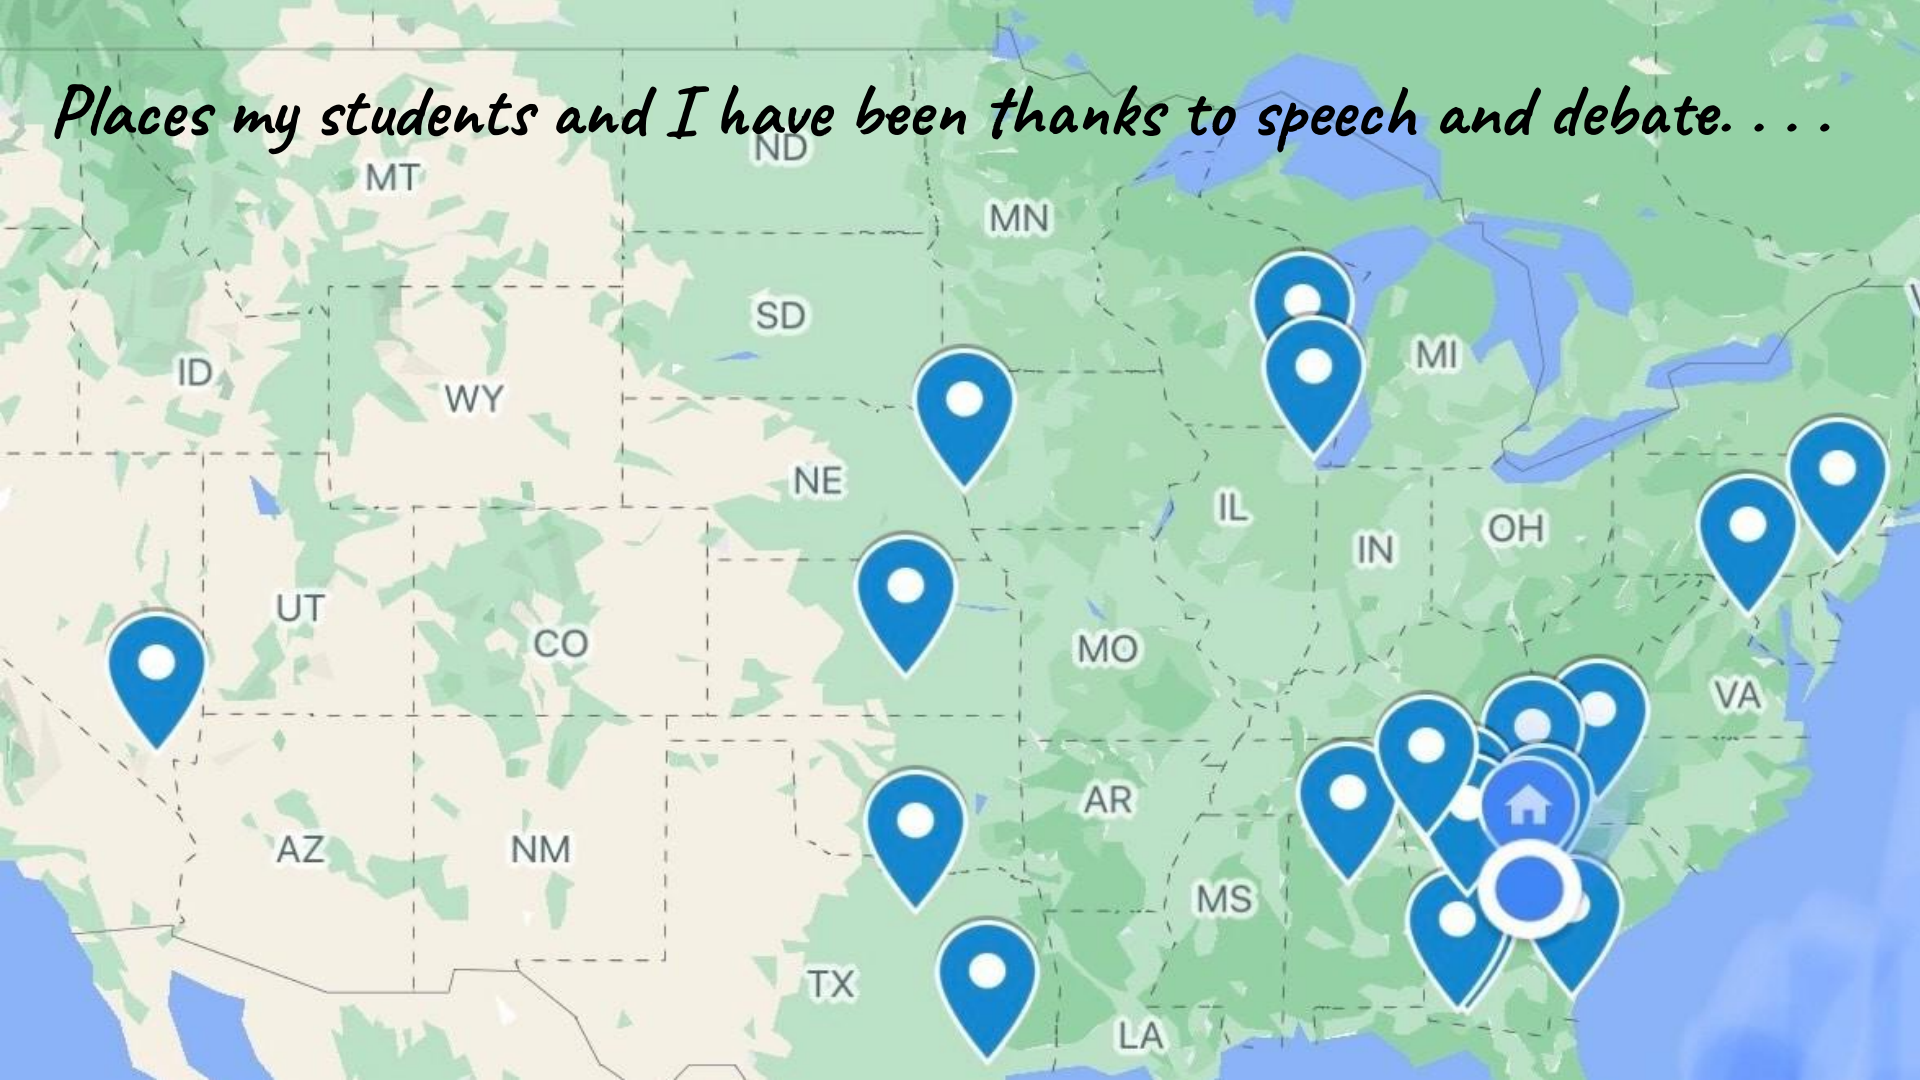 Places my students and I have been thanks to speech and debate. . . .
ND
MT
MN
SD
MI
ID
WY
NE
IL
OH
IN
UT
CO
MO
VA
AR
AZ
NM
MS
TX
LA